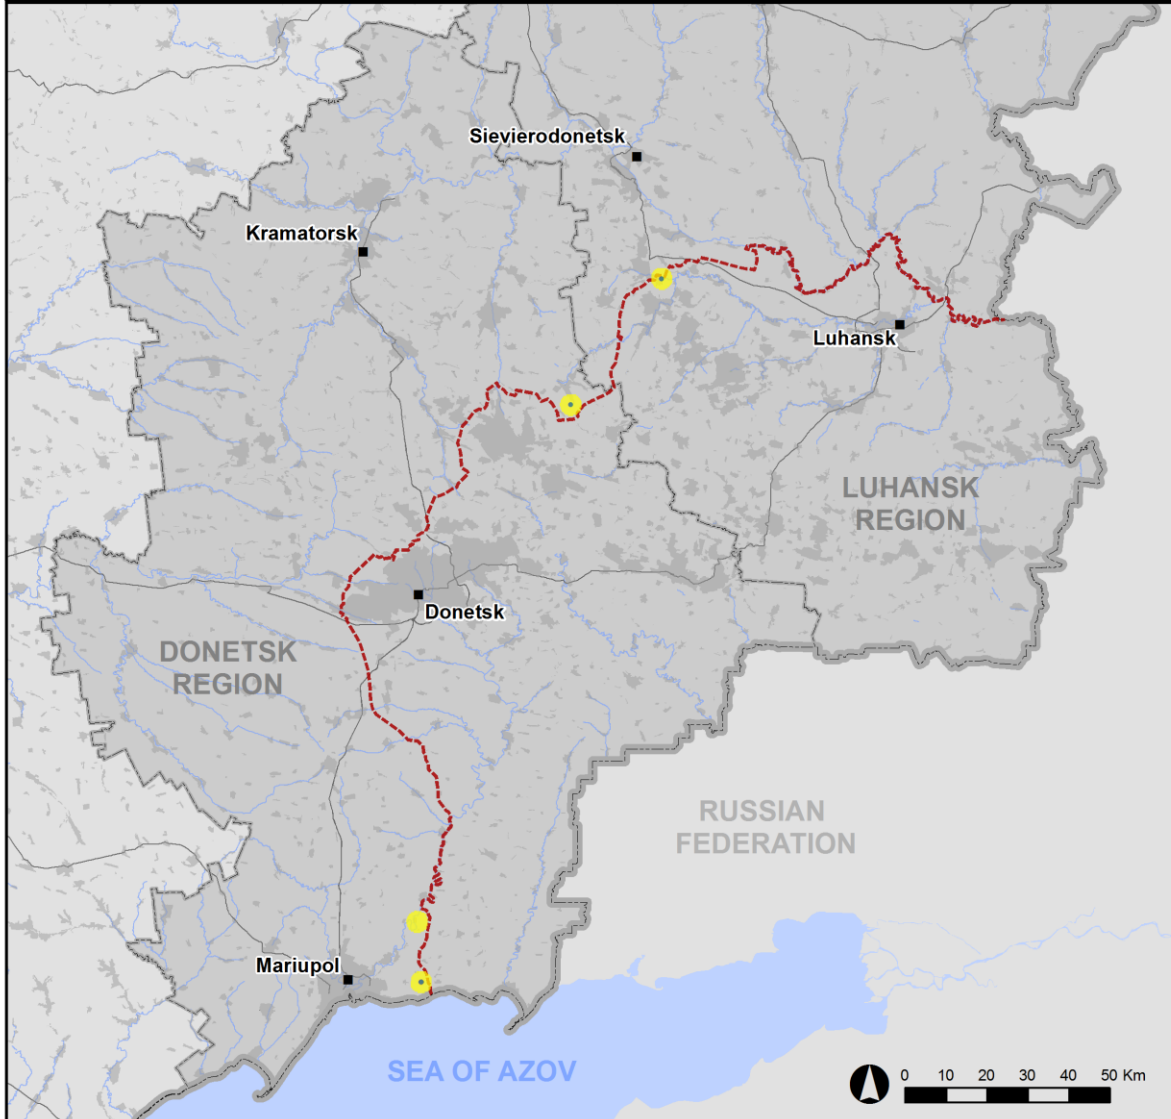 Sievierodonetsk
Kramatorsk
Luhansk
LUHANSK
REGION
Donetsk
DONETSK
REGION
RUSSIAN
FEDERATION
Mariupol
SEA OF AZOV
0 10 20 30 40 50 Km